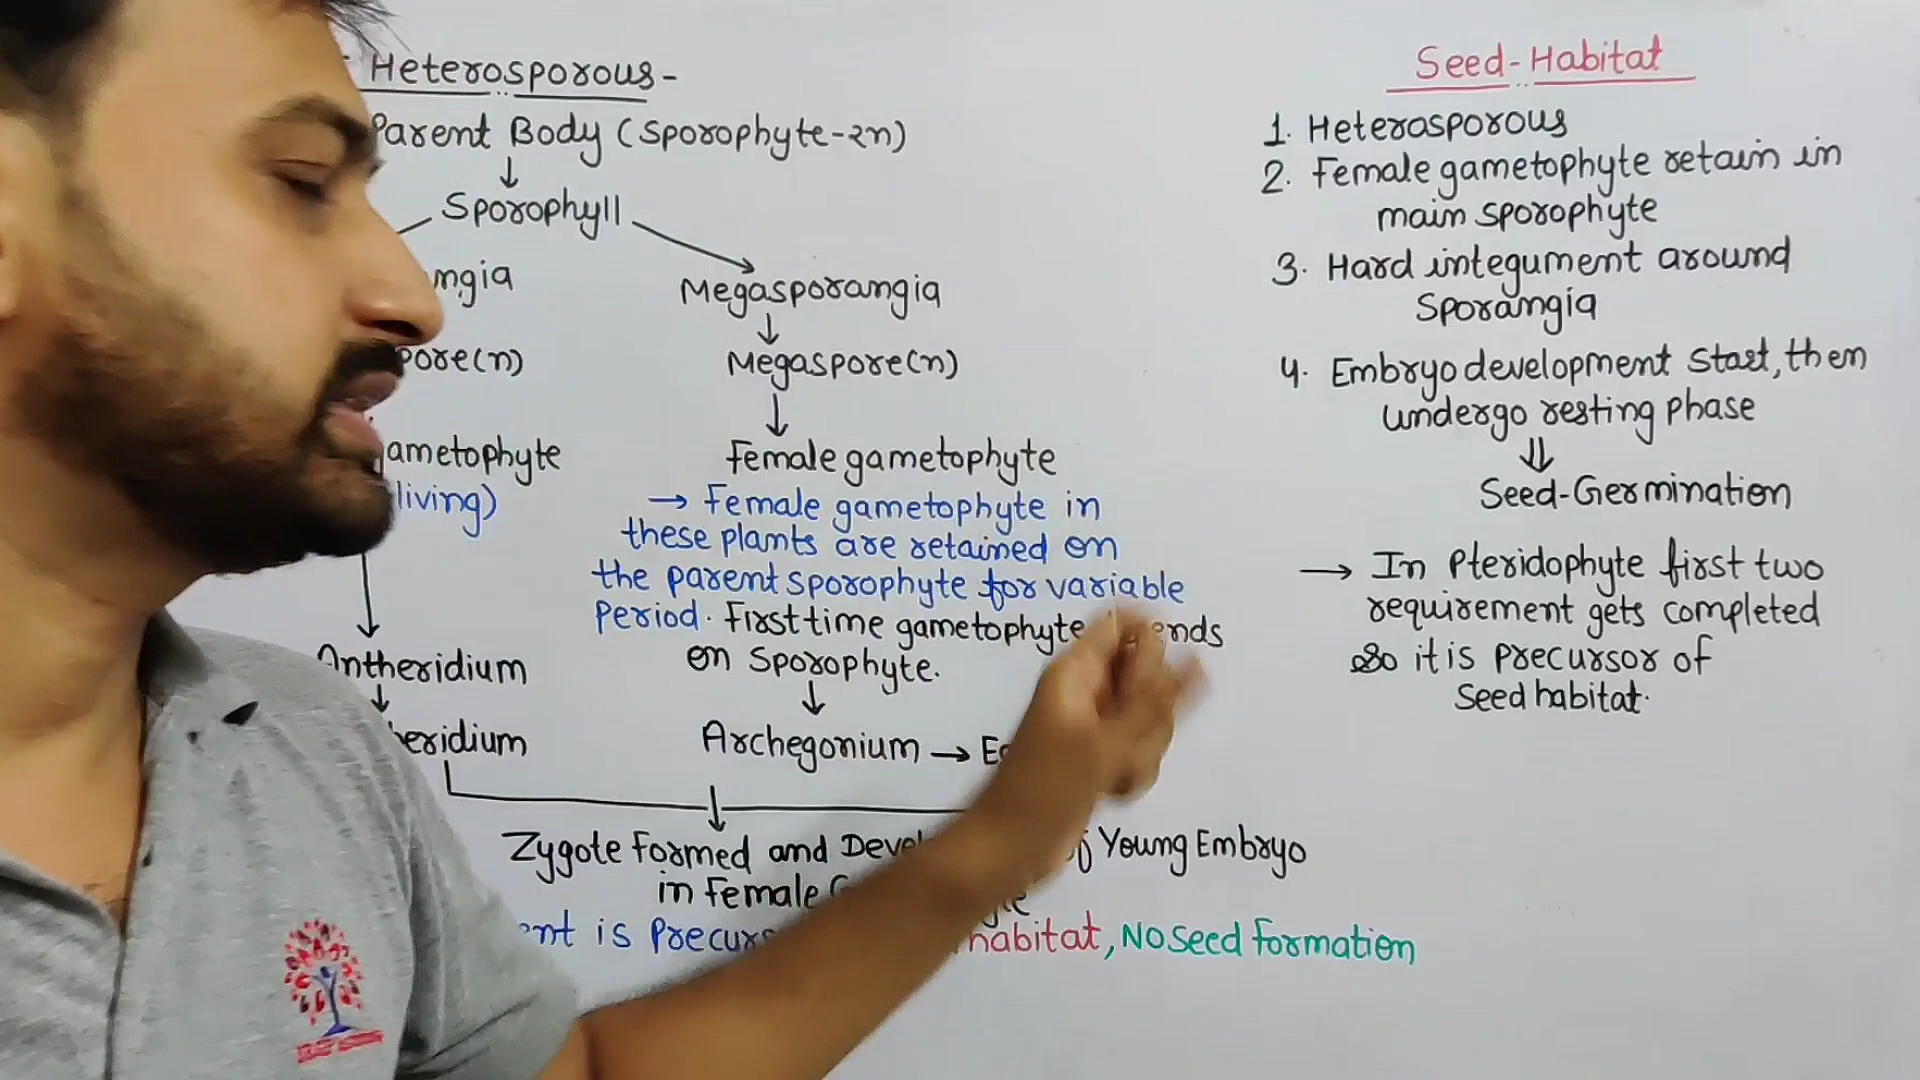 Heterosporous-
Parent Body (Sporophyte-2n)
Sporophyll
Megasporangia
Megaspore(n)
Female gametophyte
living)
→ Female gametophyte in
these plants are retained on
the parent sporophyte for variable
Period. First time gametophyte
on Sporophyte.
Antheridium
Archegonium →
Zygote Formed and Young Embryo
in Female
is Precursor habitat, No Seed Formation
Seed-Habitat
1. Heterosporous
2. Female gametophyte retain in
main sporophyte
3. Hard integument around
Sporangia
4. Embryo development Start, then
undergo resting phase
⇓
Seed-Germination
→ In Pteridophyte first two
requirement gets completed
So it is precursor of
Seed habitat.